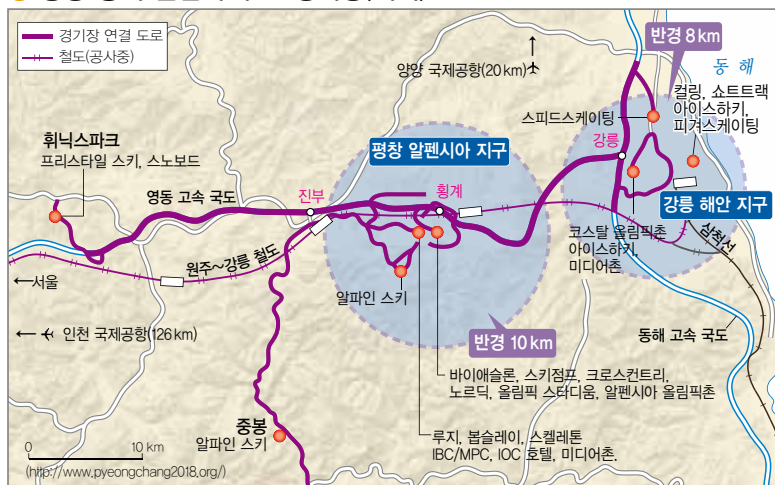 경기장 연결 도로
철도(공사중)
양양 국제공항(20km)
반경 8km
동해
컬링, 쇼트트랙
아이스하키,
피겨스케이팅
스피드스케이팅
휘닉스파크
프리스타일 스키, 스노보드
평창 알펜시아 지구
강릉
영동 고속 국도
진부
횡계
강릉 해안 지구
코스탈 올림픽촌
아이스하키,
미디어촌
삼척선
원주~강릉 철도
서울
알파인 스키
인천 국제공항(126km)
동해 고속 국도
반경 10km
바이애슬론, 스키점프, 크로스컨트리,
노르딕, 올림픽 스타디움, 알펜시아 올림픽촌
중봉
알파인 스키
루지, 봅슬레이, 스켈레톤
IBC/MPC, IOC 호텔, 미디어촌.
0 10 km
(http://www.pyeongchang2018.org/)